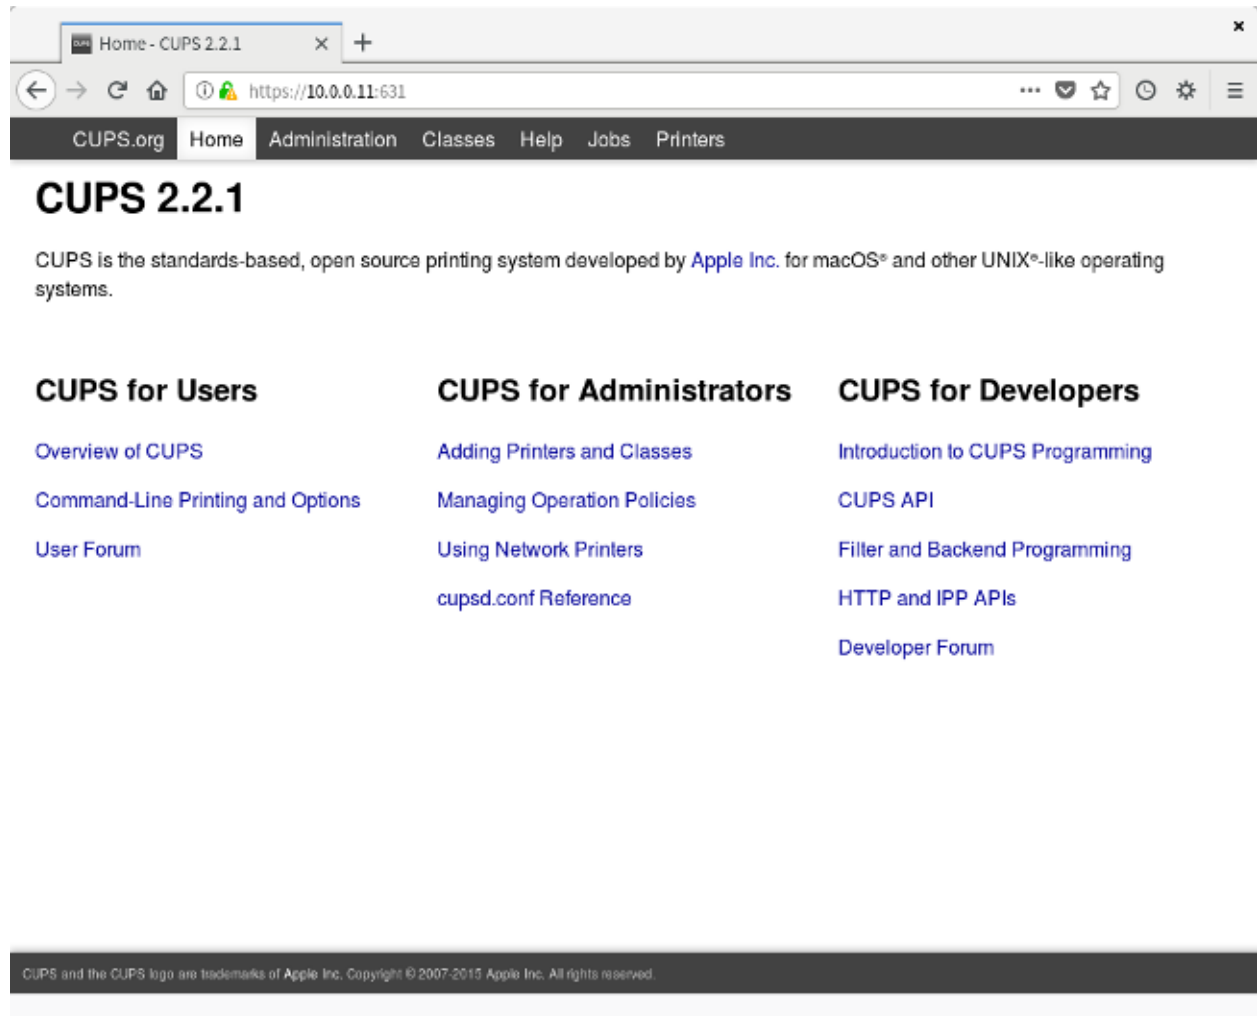 Home - CUPS 2.2.1
https://10.0.0.11:631
CUPS.org Home Administration Classes Help Jobs Printers
CUPS 2.2.1
CUPS is the standards-based, open source printing system developed by Apple Inc. for macOS® and other UNIX®-like operating
systems.
CUPS for Users
Overview of CUPS
Command-Line Printing and Options
User Forum
CUPS for Administrators
Adding Printers and Classes
Managing Operation Policies
Using Network Printers
cupsd.conf Reference
CUPS for Developers
Introduction to CUPS Programming
CUPS API
Filter and Backend Programming
HTTP and IPP APIs
Developer Forum
CUPS and the CUPS logo are trademarks of Apple Inc. Copyright © 2007-2015 Apple Inc. All rights reserved.